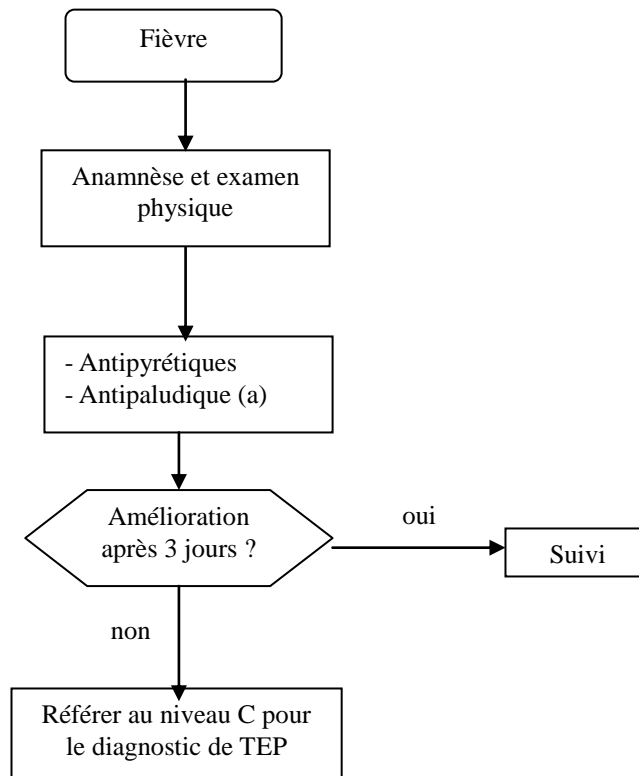 Fièvre
Anamnèse et examen
physique
- Antipyrétiques
- Antipaludique (a)
Amélioration
après 3 jours ?
oui
Suivi
non
Référer au niveau C pour
le diagnostic de TEP